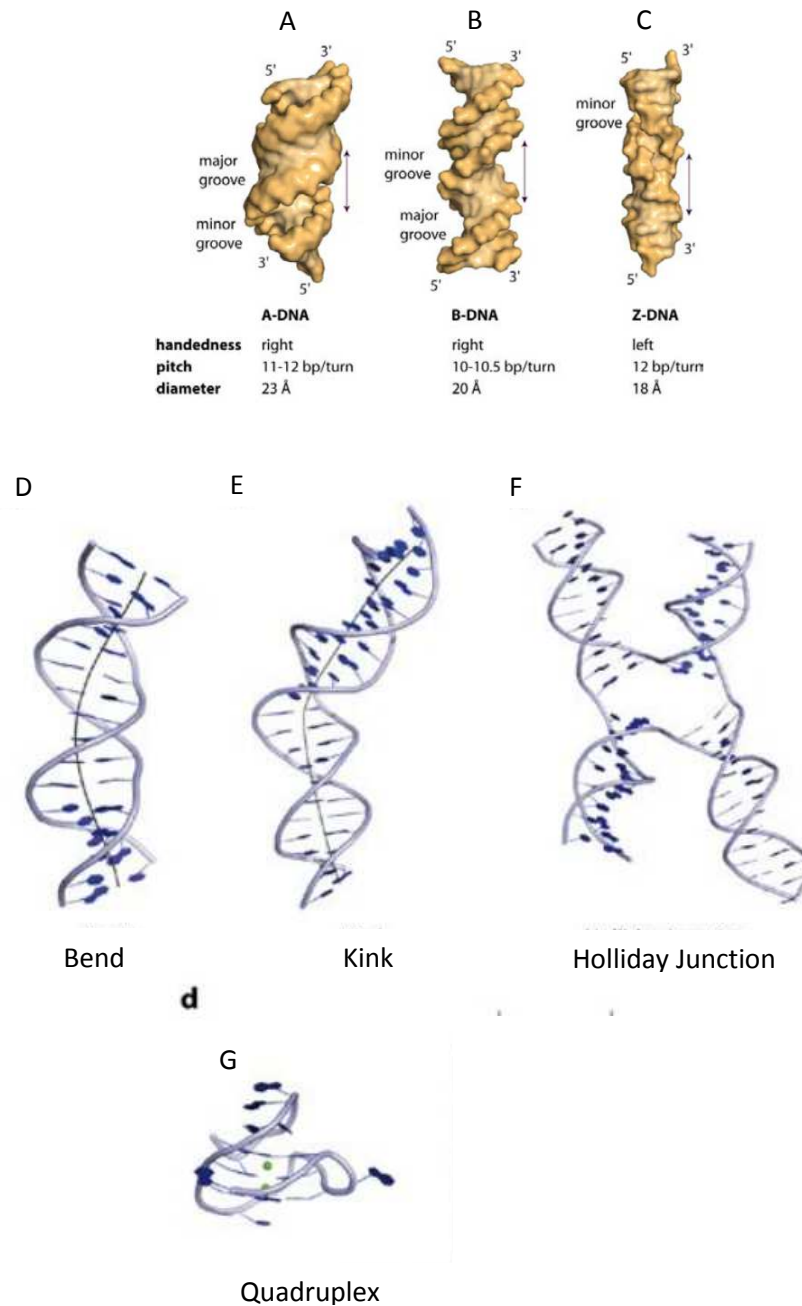 A B C
5' 3' 5' 3' 5' 3'
minor
groove
major
groove
minor
groove
minor
groove
major
groove
3'
5'
5' 3'
3'
5'
A-DNA B-DNA Z-DNA
handedness right right left
pitch 11-12 bp/turn 10-10.5 bp/turn 12 bp/turn
diameter 23 Å 20 Å 18 Å
D E F
Bend Kink Holliday Junction
d
G
Quadruplex